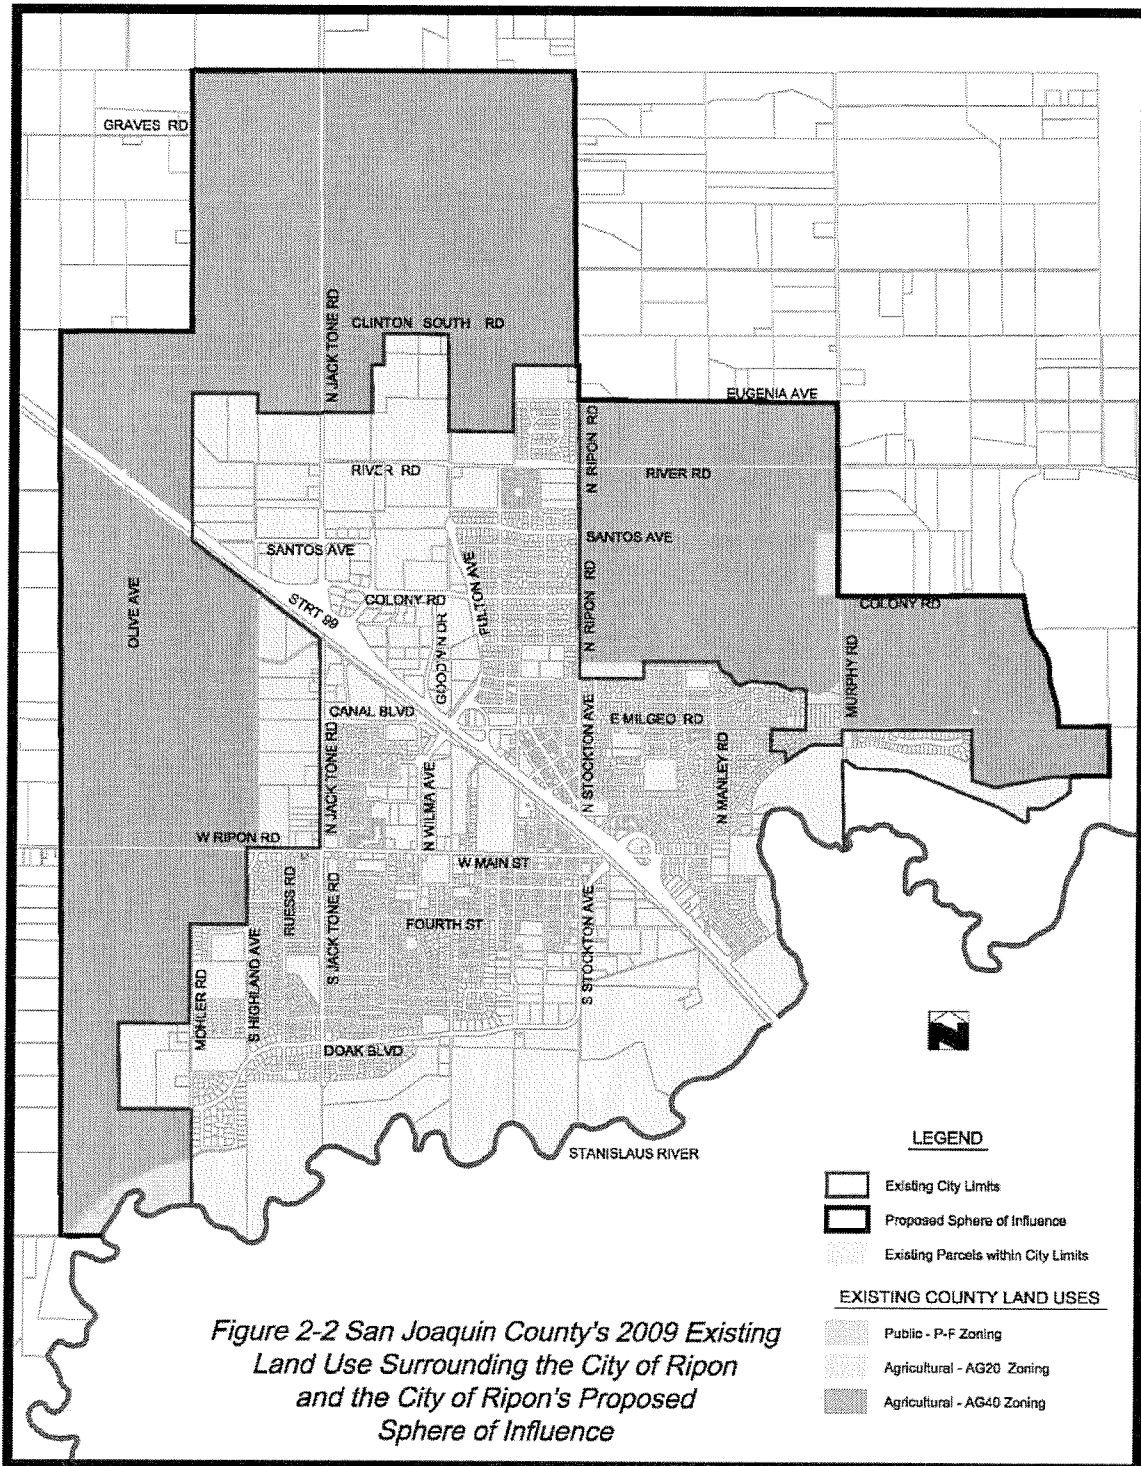 GRAVES RD
N JACK TONE RD
CLINTON SOUTH RD
EUGENIA AVE
N RIPON RD
RIVER RD
RIVER RD
SANTOS AVE
SANTOS AVE
OLIVE AVE
STRT 99
COLONY RD
GOODWIN DR
FULTON AVE
N RIPON RD
COLONY RD
MURPHY RD
CANAL BLVD
E MILGEO RD
N JACK TONE RD
N WILMA AVE
N STOCKTON AVE
N MANLEY RD
W RIPON RD
W MAIN ST
RUESS RD
S JACK TONE RD
FOURTH ST
S STOCKTON AVE
MOHLER RD
S HIGHLAND AVE
DOAK BLVD
N
STANISLAUS RIVER
LEGEND
Existing City Limits
Proposed Sphere of Influence
Existing Parcels within City Limits
EXISTING COUNTY LAND USES
Public - P-F Zoning
Agricultural - AG20 Zoning
Agricultural - AG40 Zoning
Figure 2-2 San Joaquin County's 2009 Existing
Land Use Surrounding the City of Ripon
and the City of Ripon's Proposed
Sphere of Influence